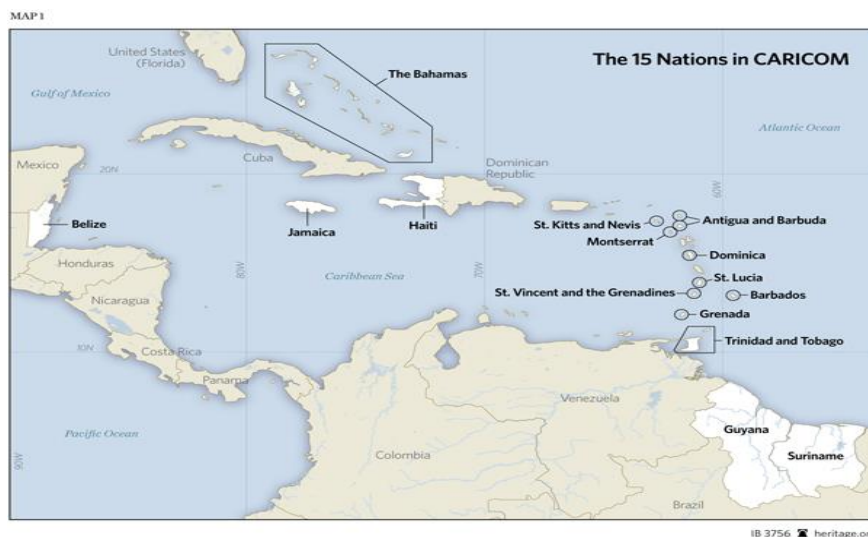 MAP 1
The 15 Nations in CARICOM
United States
(Florida)
The Bahamas
Gulf of Mexico
Atlantic Ocean
Mexico
20N
Cuba
Dominican
Republic
60W
Belize
Jamaica
Haiti
St. Kitts and Nevis
Antigua and Barbuda
Montserrat
Dominica
Honduras
80W
Caribbean Sea
70W
St. Lucia
St. Vincent and the Grenadines
Barbados
Nicaragua
Grenada
Costa Rica
10N
Trinidad and Tobago
Panama
Venezuela
Pacific Ocean
Guyana
Colombia
Suriname
90W
Brazil
IB 3756 heritage.or